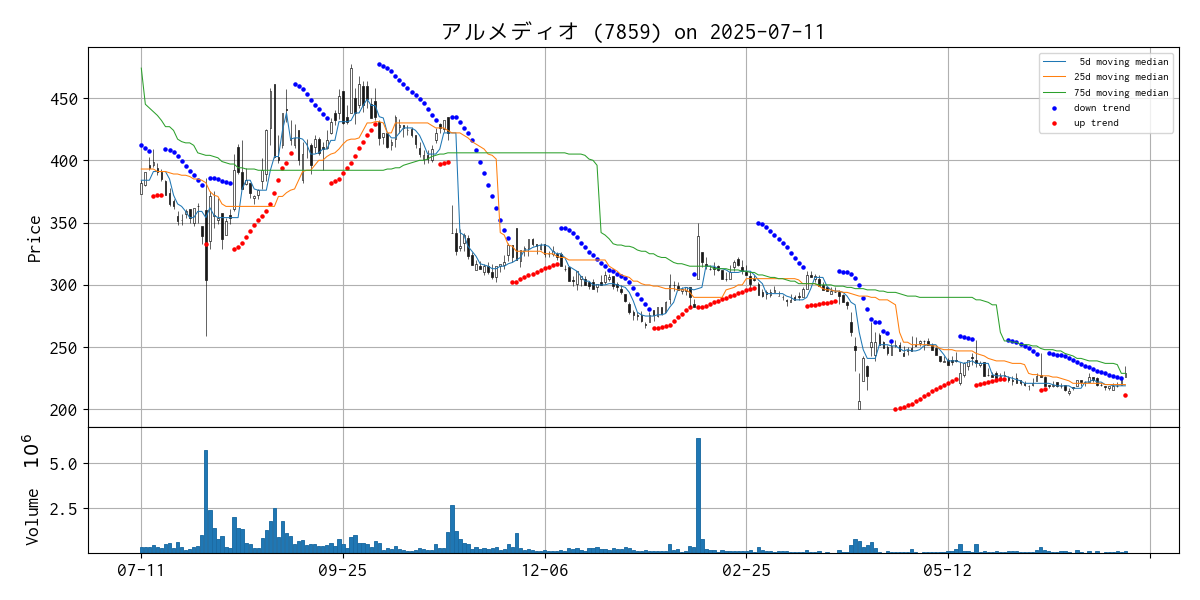 アルメディオ (7859) on 2025-07-11
5d moving median
25d moving median
75d moving median
down trend
up trend
Price
450
400
350
300
250
200
Volume 10⁶
5.0
2.5
07-11 09-25 12-06 02-25 05-12